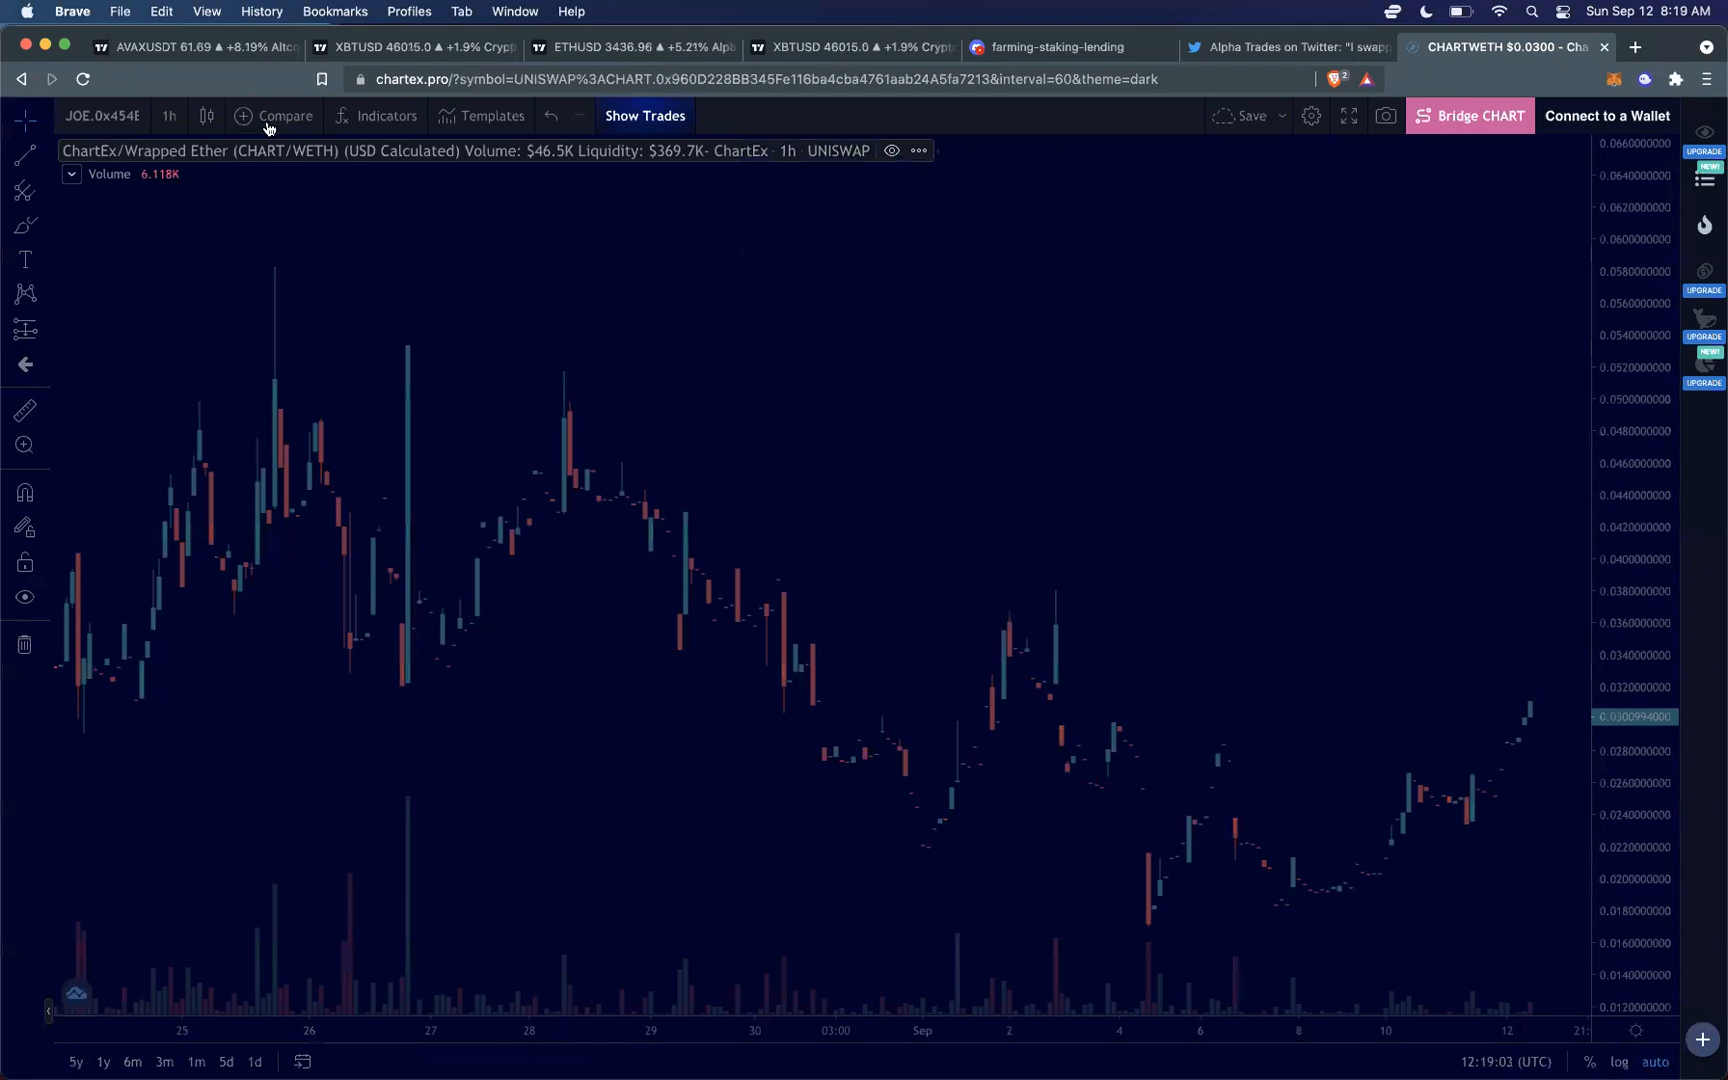 Brave File Edit View History Bookmarks Profiles Tab Window Help Sun Sep 12 8:19 AM
AVAXUSDT 61.69 ▲ +8.19% Altco XBTUSD 46015.0 ▲ +1.9% Crypt ETHUSD 3436.96 ▲ +5.21% Alp XBTUSD 46015.0 ▲ +1.9% Crypt farming-staking-lending Alpha Trades on Twitter: "I swap CHARTWETH $0.0300 - Cha
chartex.pro/?symbol=UNISWAP%3ACHART.0x960D228BB345Fe116ba4cba4761aab24A5fa7213&interval=60&theme=dark 2
JOE.0x454E 1h Compare Indicators Templates Show Trades Save Bridge CHART Connect to a Wallet
ChartEx/Wrapped Ether (CHART/WETH) (USD Calculated) Volume: $46.5K Liquidity: $369.7K- ChartEx · 1h · UNISWAP
Volume 6.118K
0.0660000000
0.0640000000
0.0620000000
0.0600000000
0.0580000000
0.0560000000
0.0540000000
0.0520000000
0.0500000000
0.0480000000
0.0460000000
0.0440000000
0.0420000000
0.0400000000
0.0380000000
0.0360000000
0.0340000000
0.0320000000
0.0300994000
0.0280000000
0.0260000000
0.0240000000
0.0220000000
0.0200000000
0.0180000000
0.0160000000
0.0140000000
0.0120000000
UPGRADE
NEW!
UPGRADE
UPGRADE
NEW!
UPGRADE
25 26 27 28 29 30 03:00 Sep 2 4 6 8 10 12 21:
5y 1y 6m 3m 1m 5d 1d 12:19:03 (UTC) % log auto